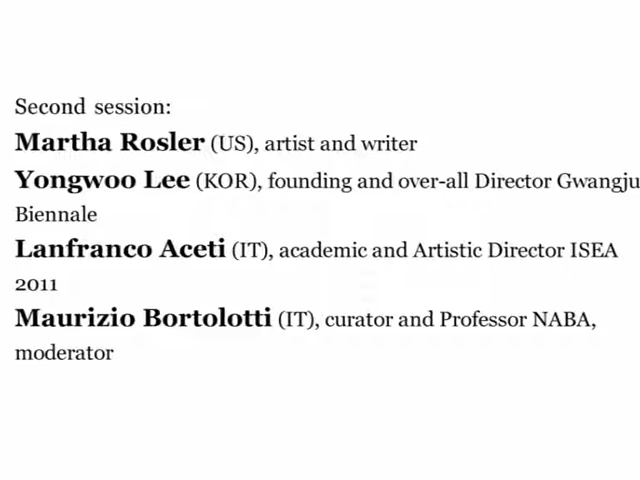 Second session:
Martha Rosler (US), artist and writer
Yongwoo Lee (KOR), founding and over-all Director Gwangju
Biennale
Lanfranco Aceti (IT), academic and Artistic Director ISEA
2011
Maurizio Bortolotti (IT), curator and Professor NABA,
moderator